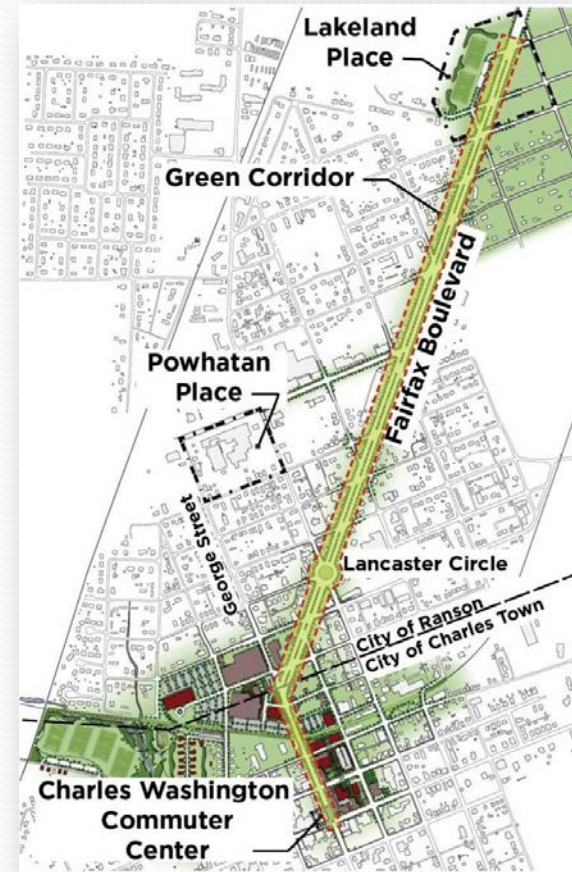 Lakeland
Place
Green Corridor
Fairfax Boulevard
Powhatan
Place
George Street
Lancaster Circle
City of Ranson
City of Charles Town
Charles Washington
Commuter
Center